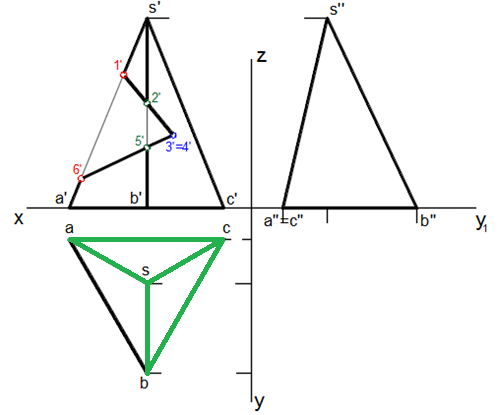 s' s''
z
1'
2'
5'
3'=4'
6'
a' b' c' a''=c'' b''
x y₁
a c
s
b
y